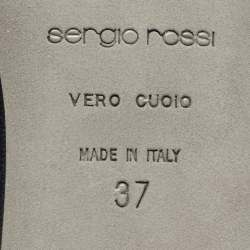 sergio rossi
VERO CUOIO
MADE IN ITALY
37